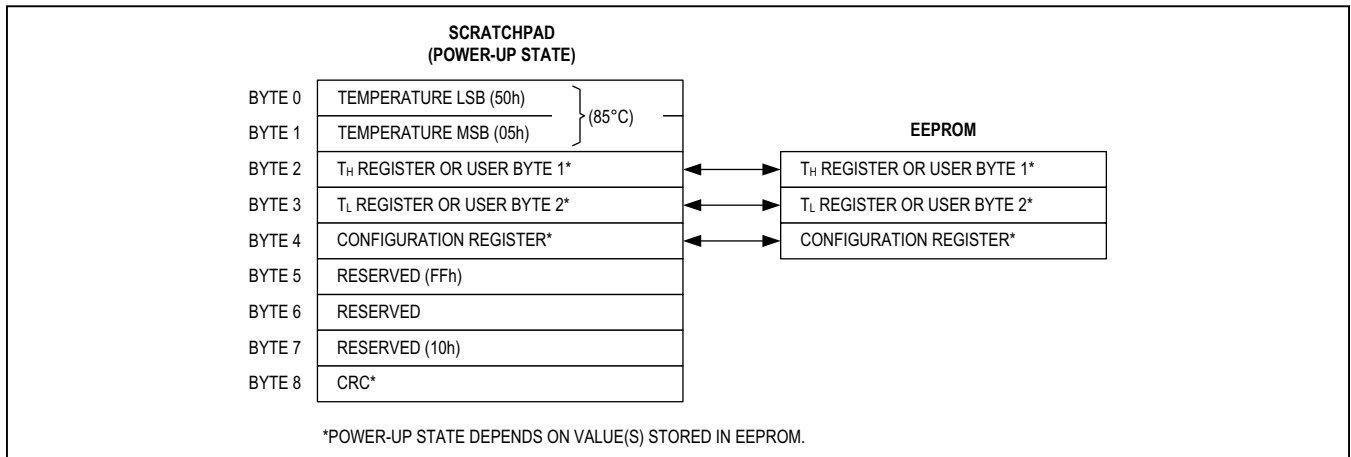 SCRATCHPAD
(POWER-UP STATE)
BYTE 0 TEMPERATURE LSB (50h)
(85°C)
BYTE 1 TEMPERATURE MSB (05h)
EEPROM
BYTE 2 TH REGISTER OR USER BYTE 1* TH REGISTER OR USER BYTE 1*
BYTE 3 TL REGISTER OR USER BYTE 2* TL REGISTER OR USER BYTE 2*
BYTE 4 CONFIGURATION REGISTER* CONFIGURATION REGISTER*
BYTE 5 RESERVED (FFh)
BYTE 6 RESERVED
BYTE 7 RESERVED (10h)
BYTE 8 CRC*
*POWER-UP STATE DEPENDS ON VALUE(S) STORED IN EEPROM.